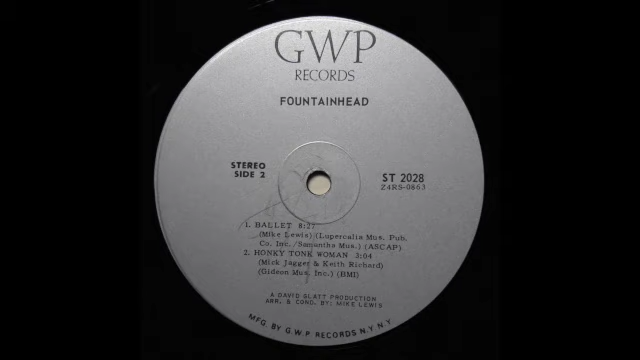 GWP
RECORDS
FOUNTAINHEAD
STEREO
SIDE 2
ST 2028
Z4RS-0863
1. BALLET 8:27
(Mike Lewis) (Lupercalia Mus. Pub.
Co. Inc./Samantha Mus.) (ASCAP)
2. HONKY TONK WOMAN 3:04
(Mick Jagger & Keith Richard)
(Gideon Mus. Inc.) (BMI)
A DAVID GLATT PRODUCTION
ARR. & COND. BY: MIKE LEWIS
MFG. BY G.W.P. RECORDS N.Y. N.Y.